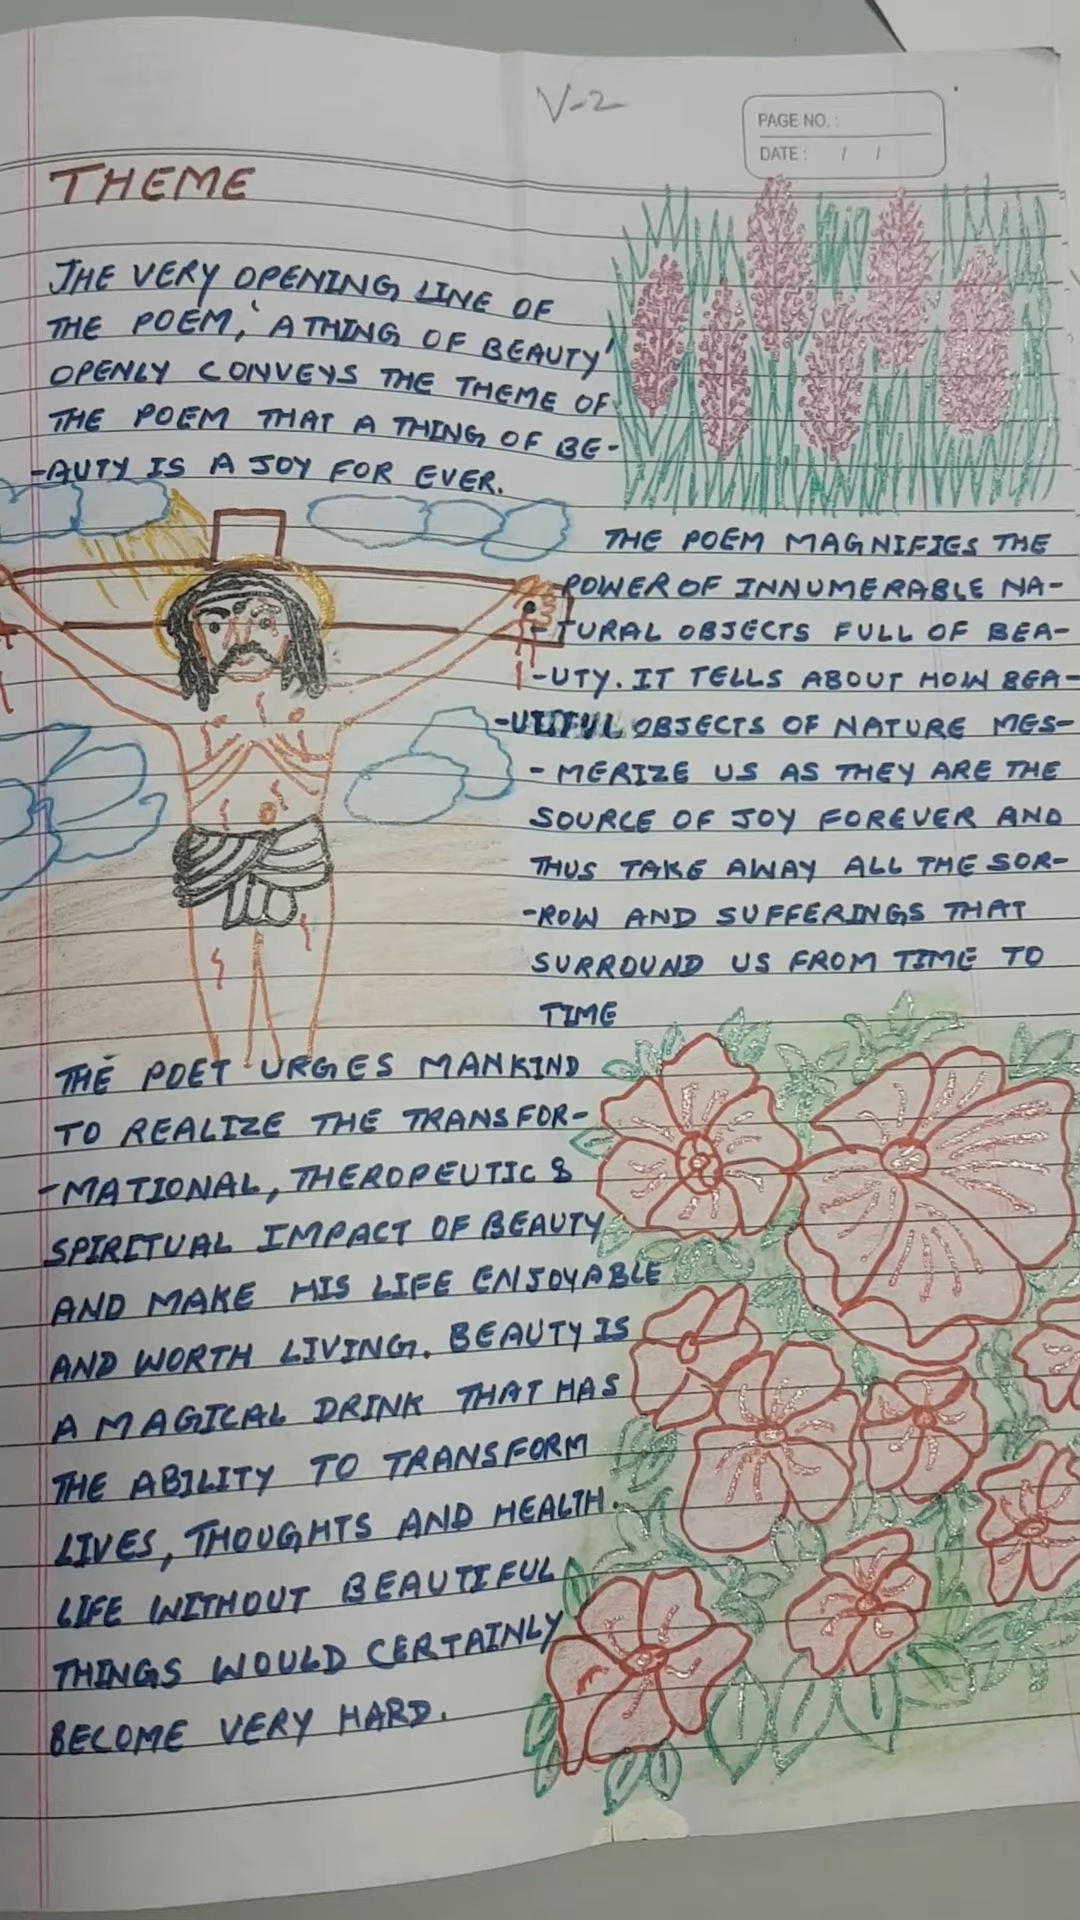 V-2
PAGE NO. :
DATE : / /
THEME
THE VERY OPENING LINE OF
THE POEM, 'A THING OF BEAUTY'
OPENLY CONVEYS THE THEME OF
THE POEM THAT A THING OF BE-
-AUTY IS A JOY FOR EVER.
THE POEM MAGNIFIES THE
POWER OF INNUMERABLE NA-
-TURAL OBJECTS FULL OF BEA-
-UTY. IT TELLS ABOUT HOW BEA-
-UTIFUL OBJECTS OF NATURE MES-
-MERIZE US AS THEY ARE THE
SOURCE OF JOY FOREVER AND
THUS TAKE AWAY ALL THE SOR-
-ROW AND SUFFERINGS THAT
SURROUND US FROM TIME TO
TIME
THE POET URGES MANKIND
TO REALIZE THE TRANSFOR-
-MATIONAL, THEROPEUTIC &
SPIRITUAL IMPACT OF BEAUTY
AND MAKE HIS LIFE ENJOYABLE
AND WORTH LIVING. BEAUTY IS
A MAGICAL DRINK THAT HAS
THE ABILITY TO TRANSFORM
LIVES, THOUGHTS AND HEALTH.
LIFE WITHOUT BEAUTIFUL
THINGS WOULD CERTAINLY
BECOME VERY HARD.